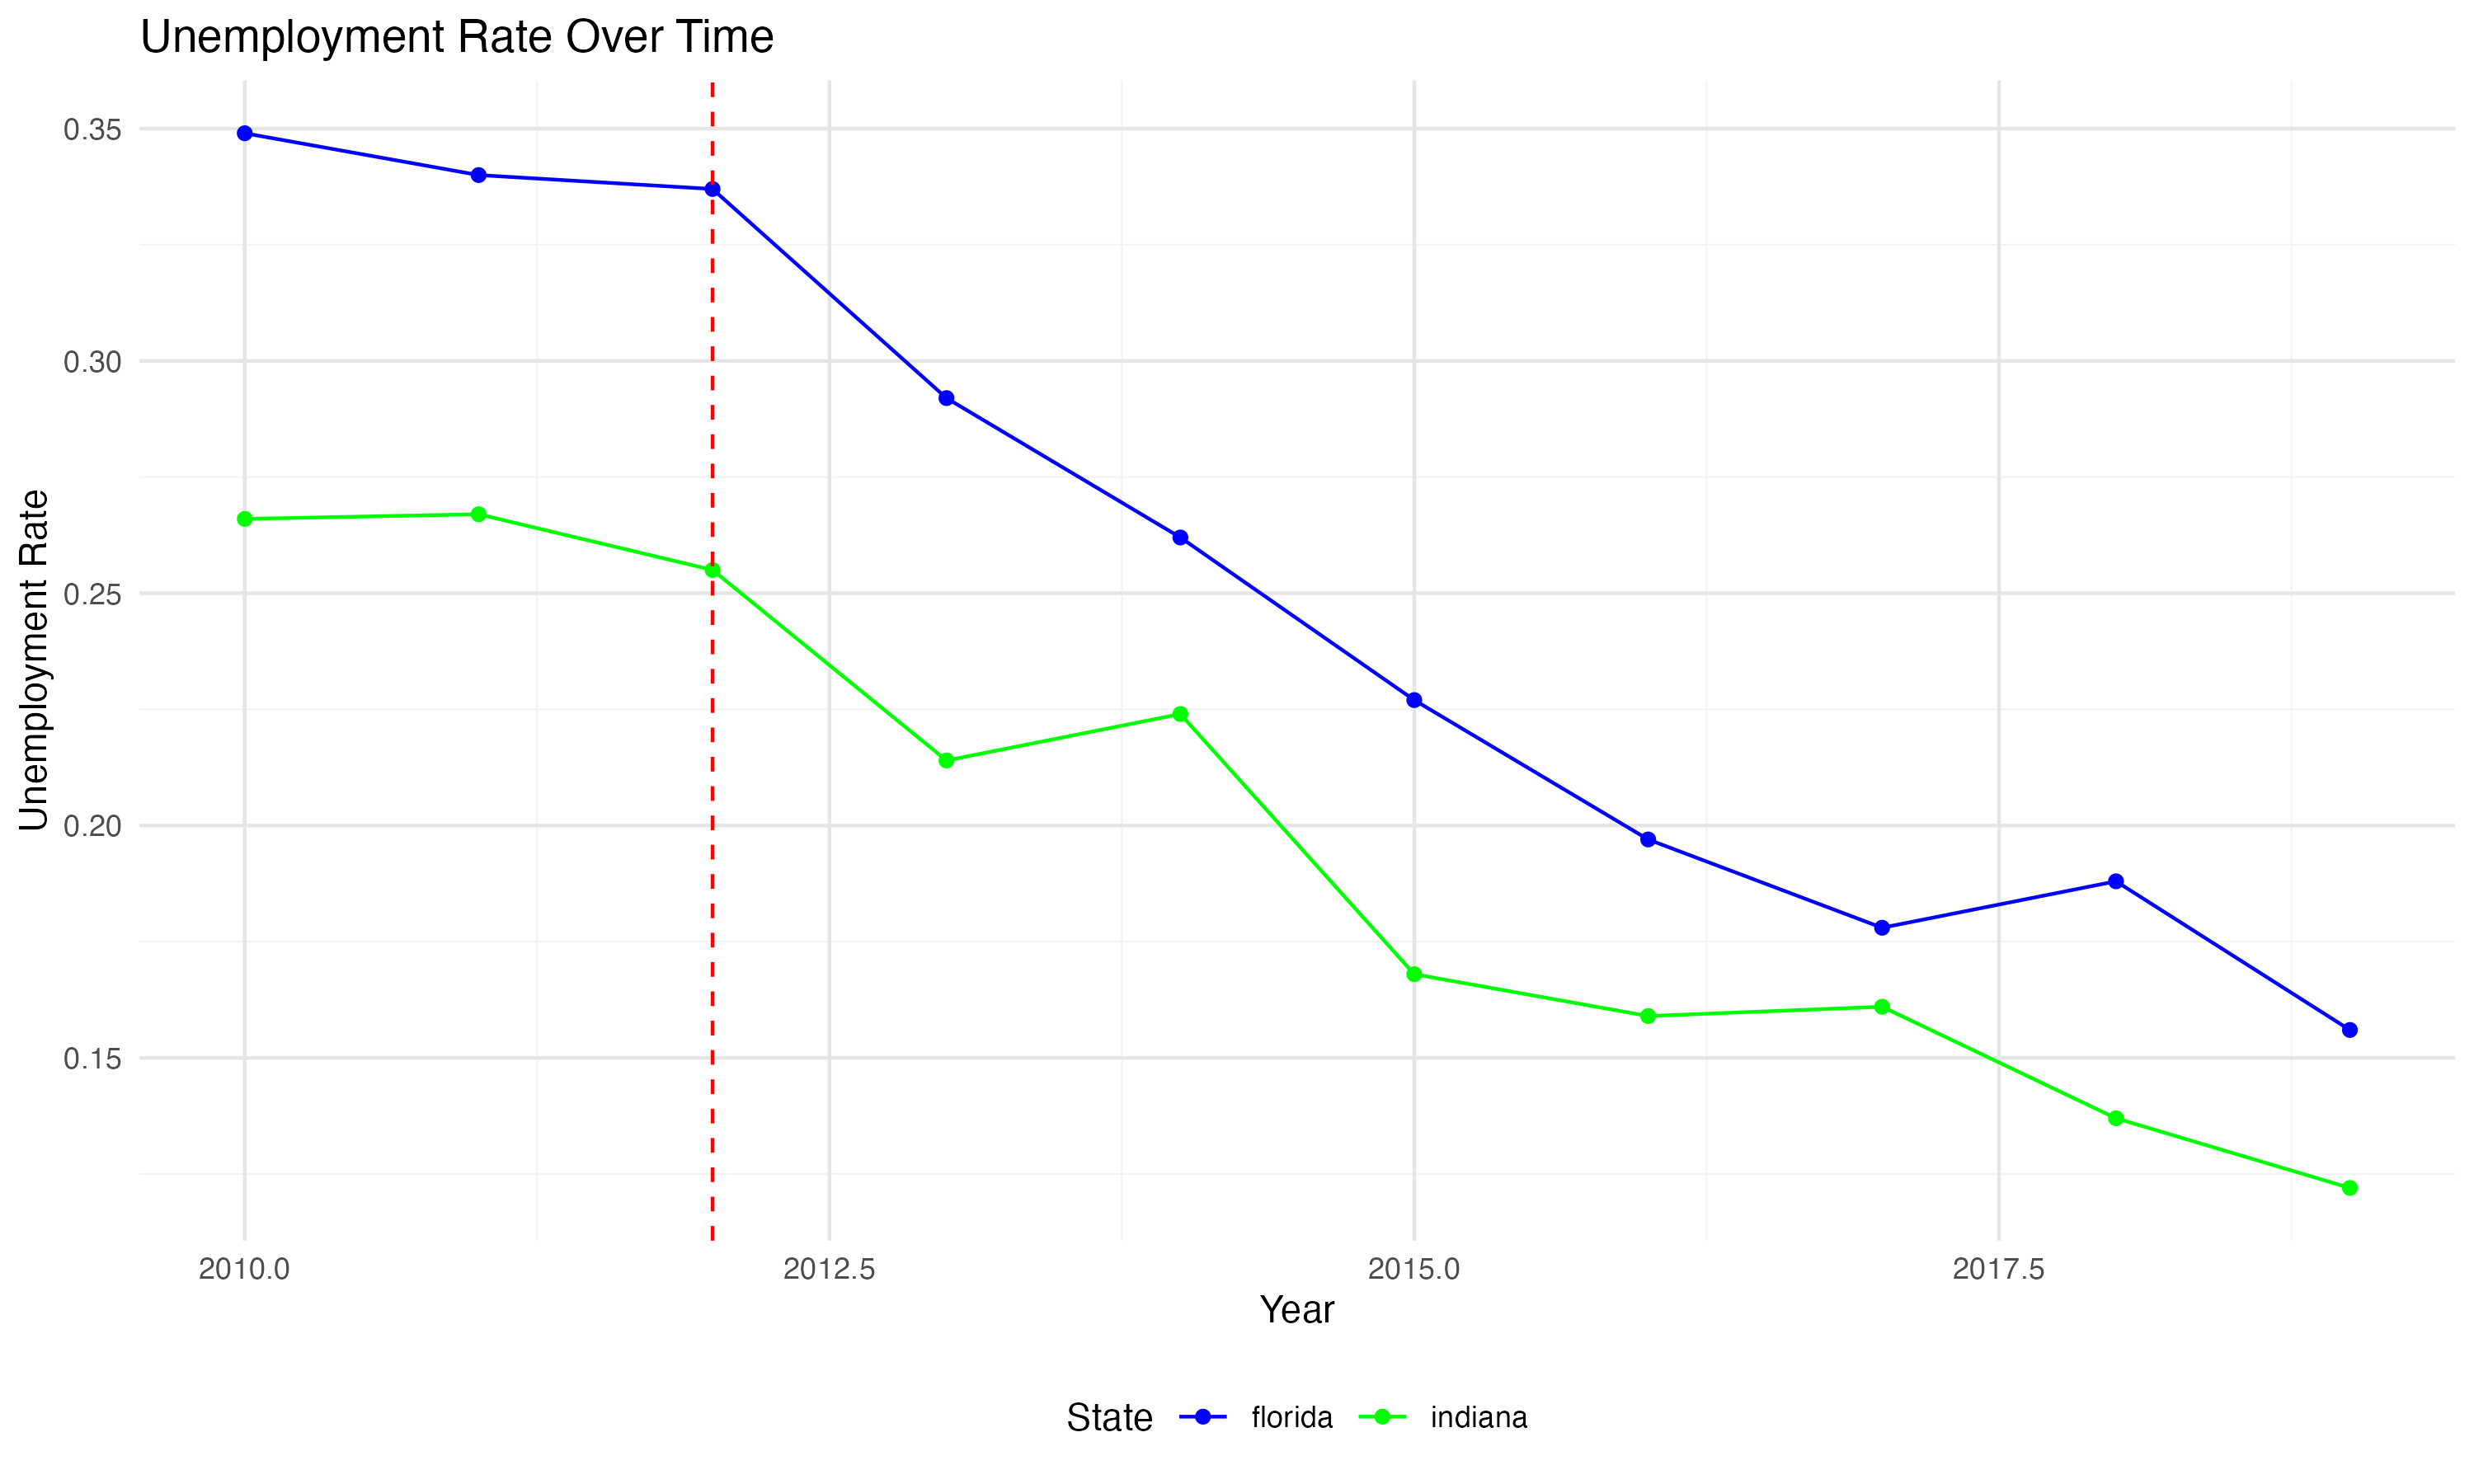 Unemployment Rate Over Time
Unemployment Rate
0.35
0.30
0.25
0.20
0.15
2010.0 2012.5 2015.0 2017.5
Year
State florida indiana